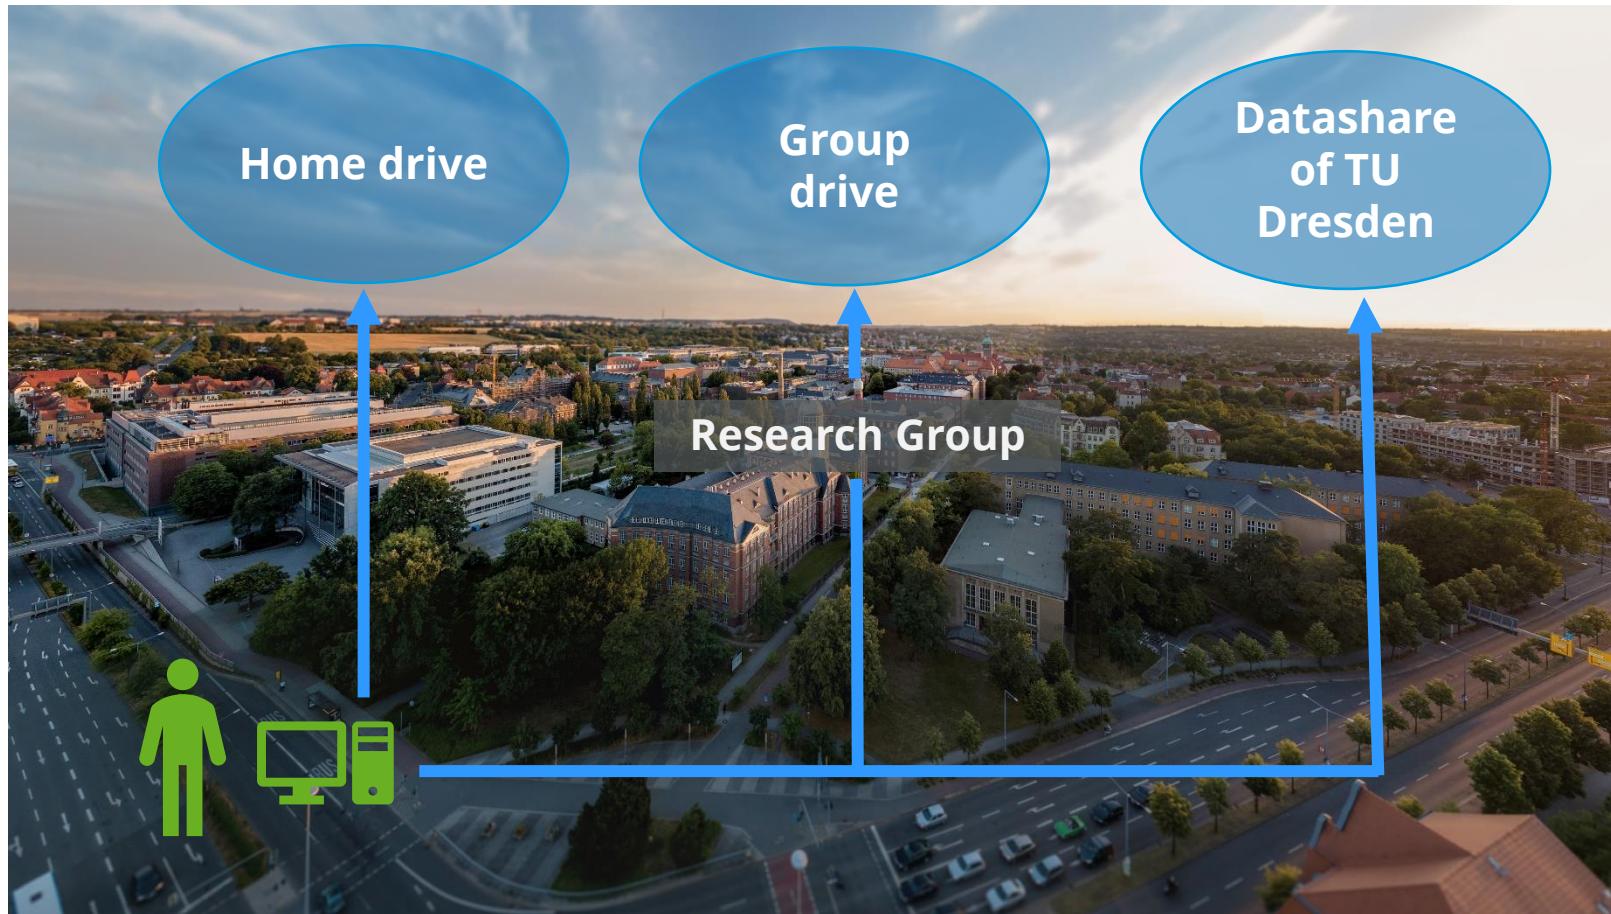 Home drive
Group
drive
Datashare
of TU
Dresden
Research Group